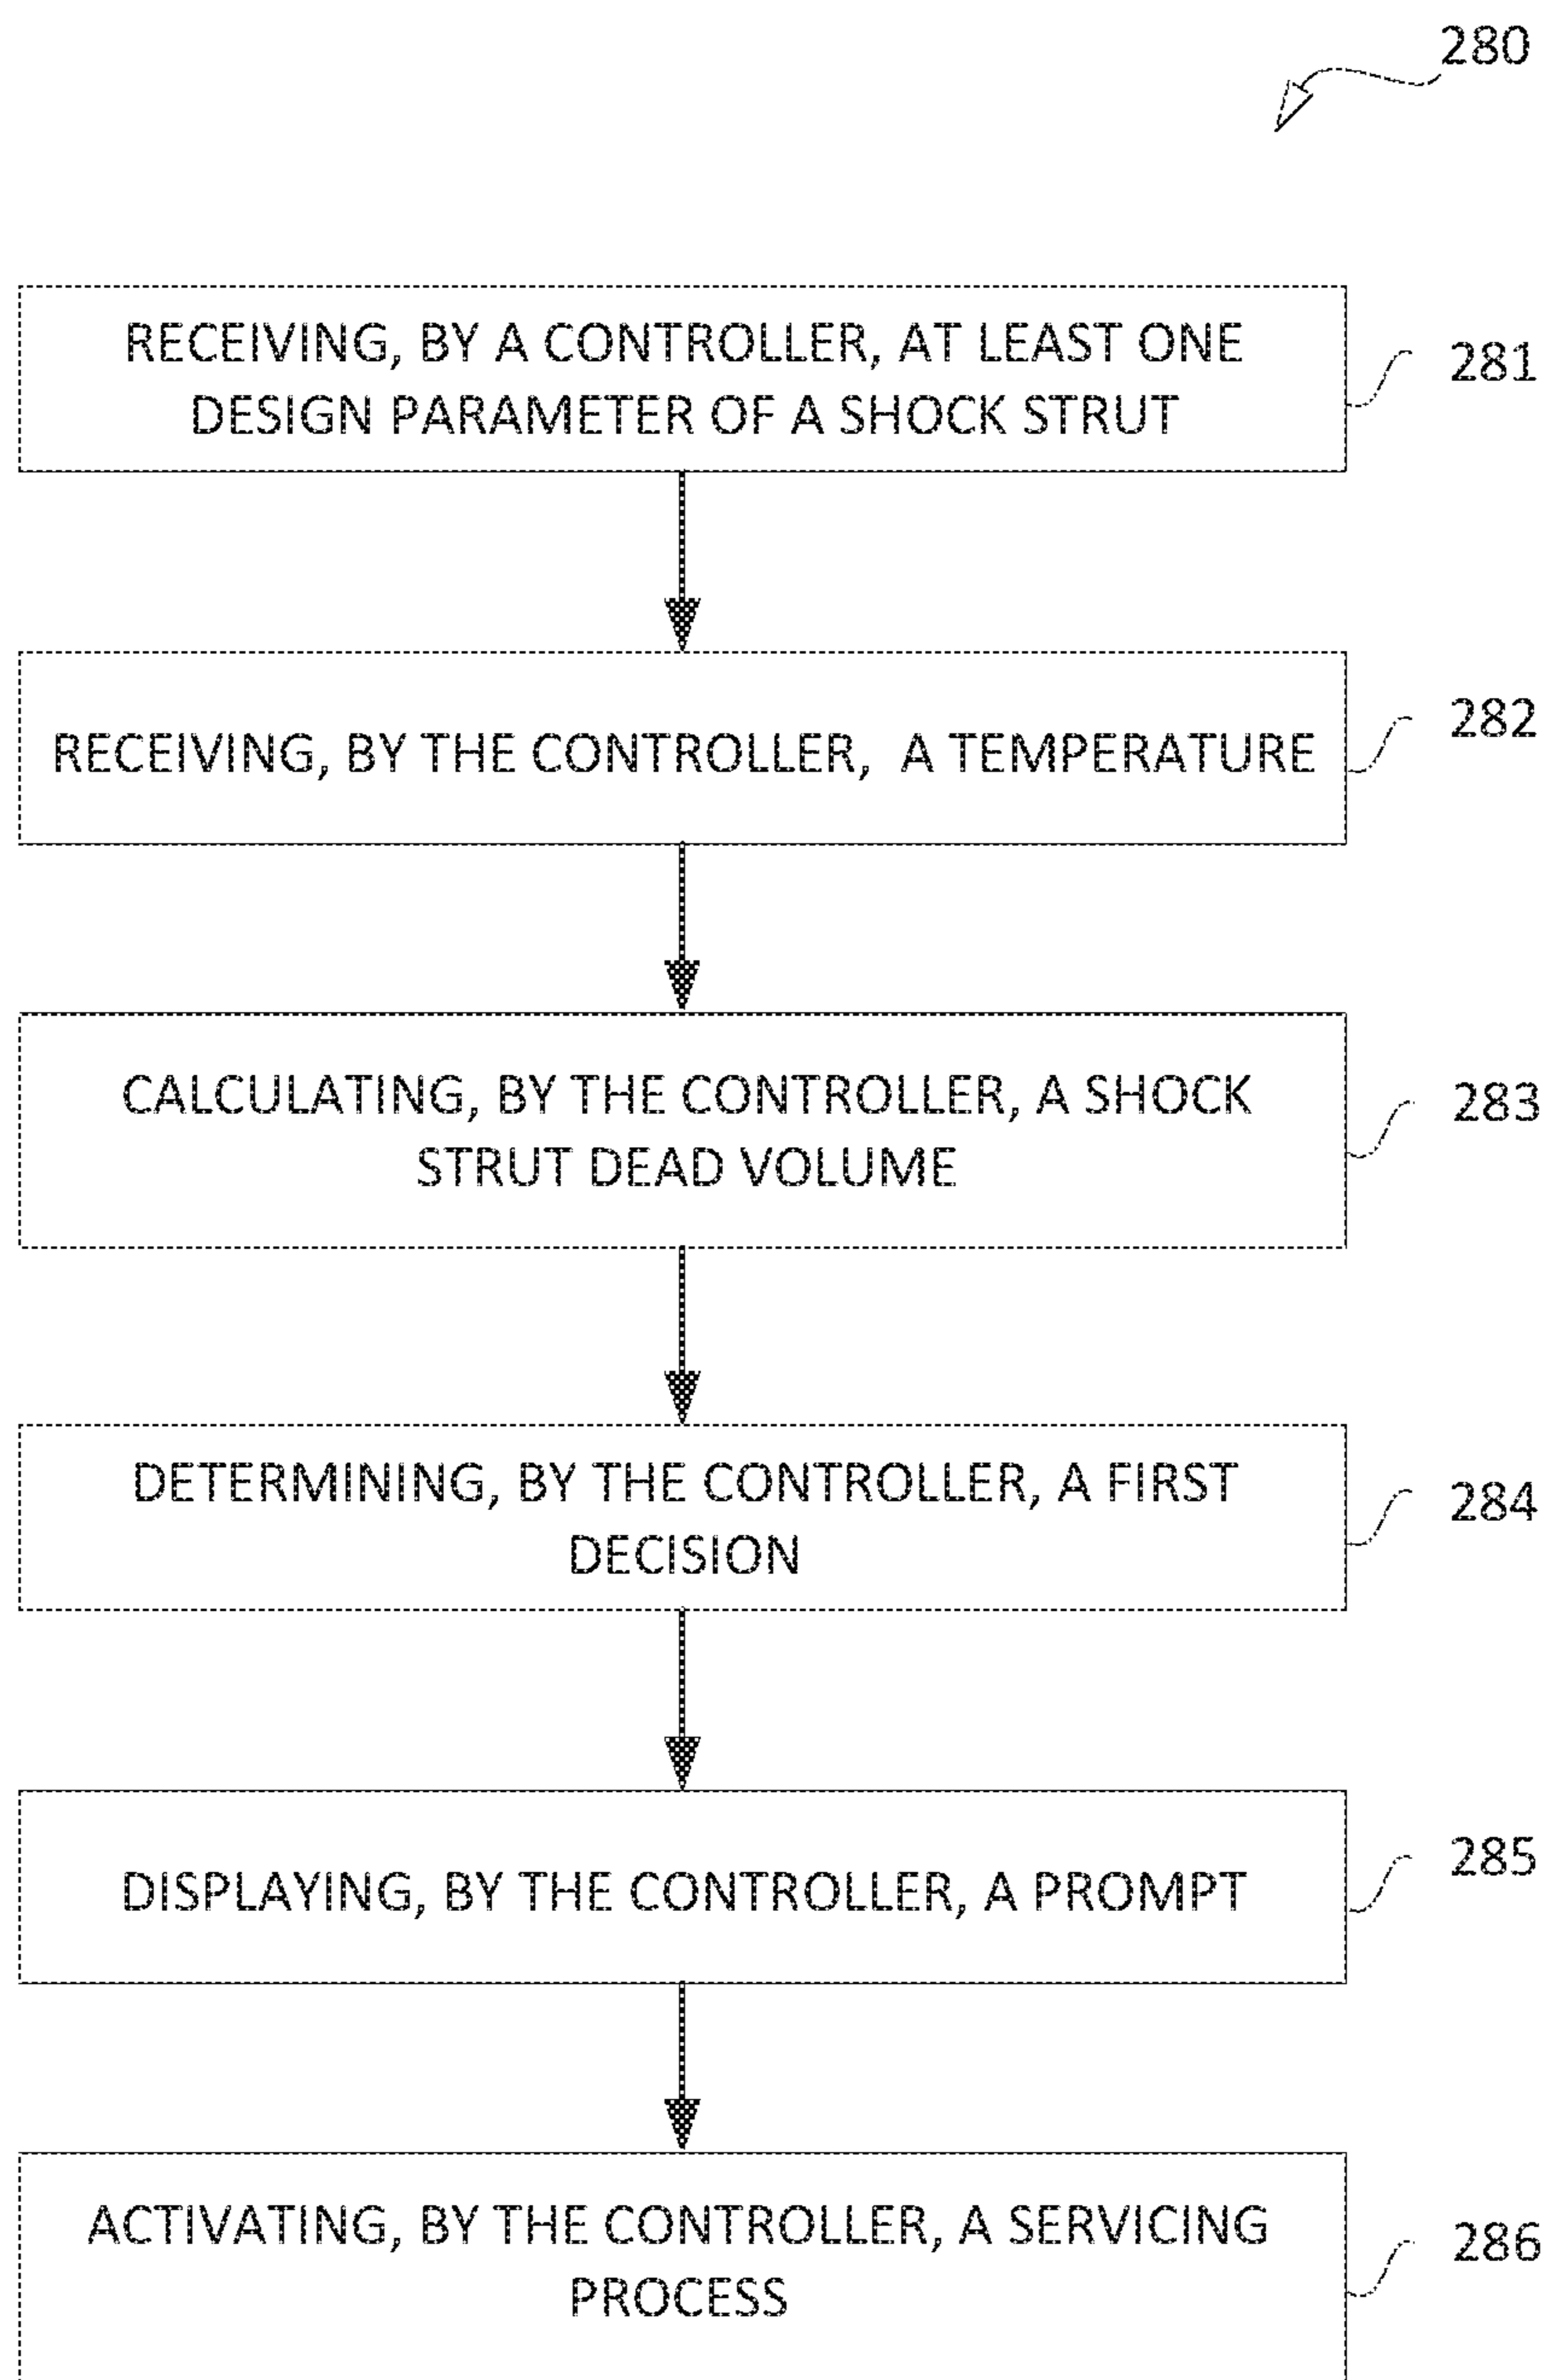 280
RECEIVING, BY A CONTROLLER, AT LEAST ONE
DESIGN PARAMETER OF A SHOCK STRUT
281
RECEIVING, BY THE CONTROLLER, A TEMPERATURE
282
CALCULATING, BY THE CONTROLLER, A SHOCK
STRUT DEAD VOLUME
283
DETERMINING, BY THE CONTROLLER, A FIRST
DECISION
284
DISPLAYING, BY THE CONTROLLER, A PROMPT
285
ACTIVATING, BY THE CONTROLLER, A SERVICING
PROCESS
286